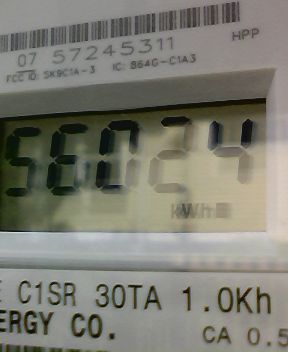 HPP
07 57245311
FCC ID: SK9C1A-3 IC: 864G-C1A3
56024
kWh
E C1SR 30TA 1.0Kh
ERGY CO. CA 0.5